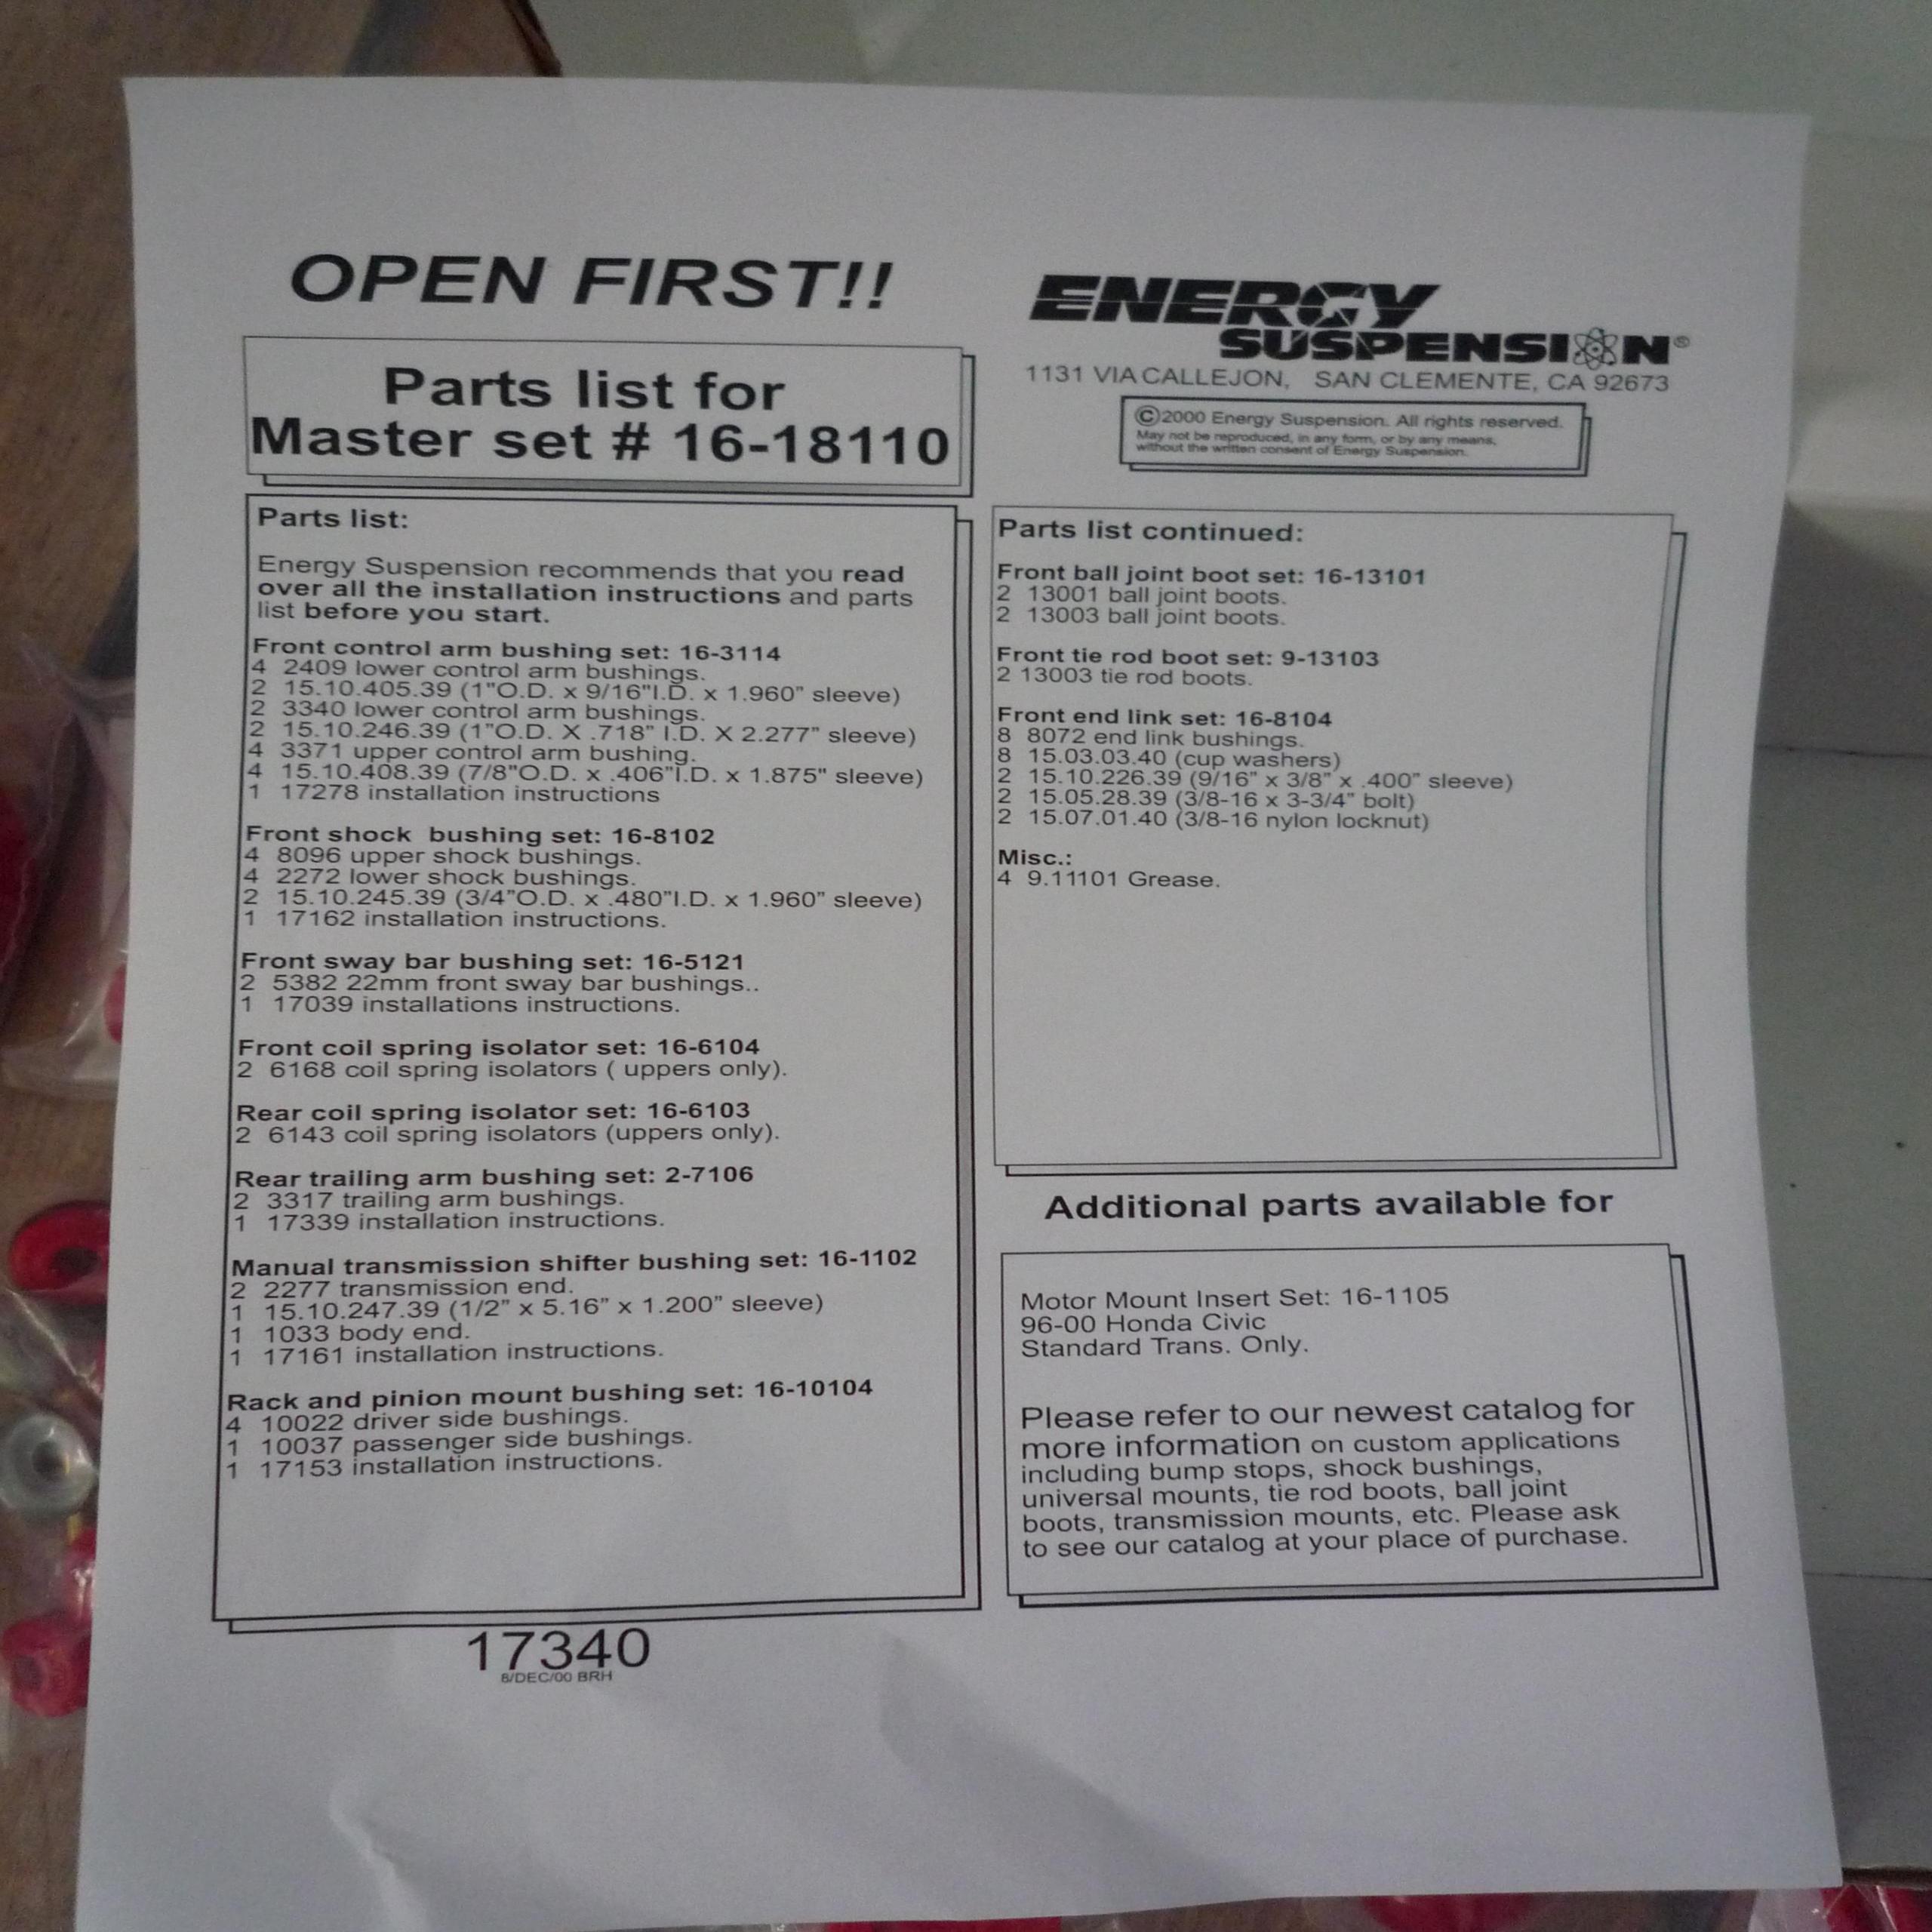 OPEN FIRST!!
Parts list for
Master set # 16-18110
Parts list:
Energy Suspension recommends that you read
over all the installation instructions and parts
list before you start.
Front control arm bushing set: 16-3114
4 2409 lower control arm bushings.
2 15.10.405.39 (1"O.D. x 9/16"I.D. x 1.960" sleeve)
2 3340 lower control arm bushings.
2 15.10.246.39 (1"O.D. X .718" I.D. X 2.277" sleeve)
4 3371 upper control arm bushing.
4 15.10.408.39 (7/8"O.D. x .406"I.D. x 1.875" sleeve)
1 17278 installation instructions
Front shock bushing set: 16-8102
4 8096 upper shock bushings.
4 2272 lower shock bushings.
2 15.10.245.39 (3/4"O.D. x .480"I.D. x 1.960" sleeve)
1 17162 installation instructions.
Front sway bar bushing set: 16-5121
2 5382 22mm front sway bar bushings..
1 17039 installations instructions.
Front coil spring isolator set: 16-6104
2 6168 coil spring isolators ( uppers only).
Rear coil spring isolator set: 16-6103
2 6143 coil spring isolators (uppers only).
Rear trailing arm bushing set: 2-7106
2 3317 trailing arm bushings.
1 17339 installation instructions.
Manual transmission shifter bushing set: 16-1102
2 2277 transmission end.
1 15.10.247.39 (1/2" x 5.16" x 1.200" sleeve)
1 1033 body end.
1 17161 installation instructions.
Rack and pinion mount bushing set: 16-10104
4 10022 driver side bushings.
1 10037 passenger side bushings.
1 17153 installation instructions.
17340
8/DEC/00 BRH
ENERGY
SUSPENSION®
1131 VIA CALLEJON, SAN CLEMENTE, CA 92673
©2000 Energy Suspension. All rights reserved.
May not be reproduced, in any form, or by any means,
without the written consent of Energy Suspension.
Parts list continued:
Front ball joint boot set: 16-13101
2 13001 ball joint boots.
2 13003 ball joint boots.
Front tie rod boot set: 9-13103
2 13003 tie rod boots.
Front end link set: 16-8104
8 8072 end link bushings.
8 15.03.03.40 (cup washers)
2 15.10.226.39 (9/16" x 3/8" x .400" sleeve)
2 15.05.28.39 (3/8-16 x 3-3/4" bolt)
2 15.07.01.40 (3/8-16 nylon locknut)
Misc.:
4 9.11101 Grease.
Additional parts available for
Motor Mount Insert Set: 16-1105
96-00 Honda Civic
Standard Trans. Only.
Please refer to our newest catalog for
more information on custom applications
including bump stops, shock bushings,
universal mounts, tie rod boots, ball joint
boots, transmission mounts, etc. Please ask
to see our catalog at your place of purchase.